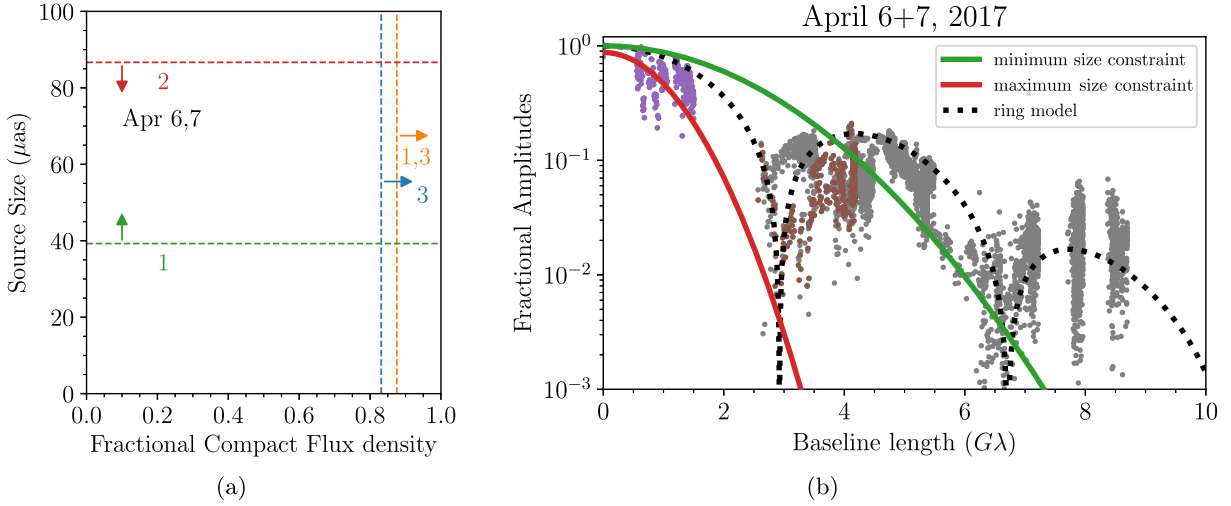 April 6+7, 2017
100
80
60
40
20
0
Source Size (μas)
2
Apr 6,7
1,3
3
1
0.0 0.2 0.4 0.6 0.8 1.0
Fractional Compact Flux density
(a)
10⁰
10⁻¹
10⁻²
10⁻³
Fractional Amplitudes
minimum size constraint
maximum size constraint
ring model
0 2 4 6 8 10
Baseline length (Gλ)
(b)